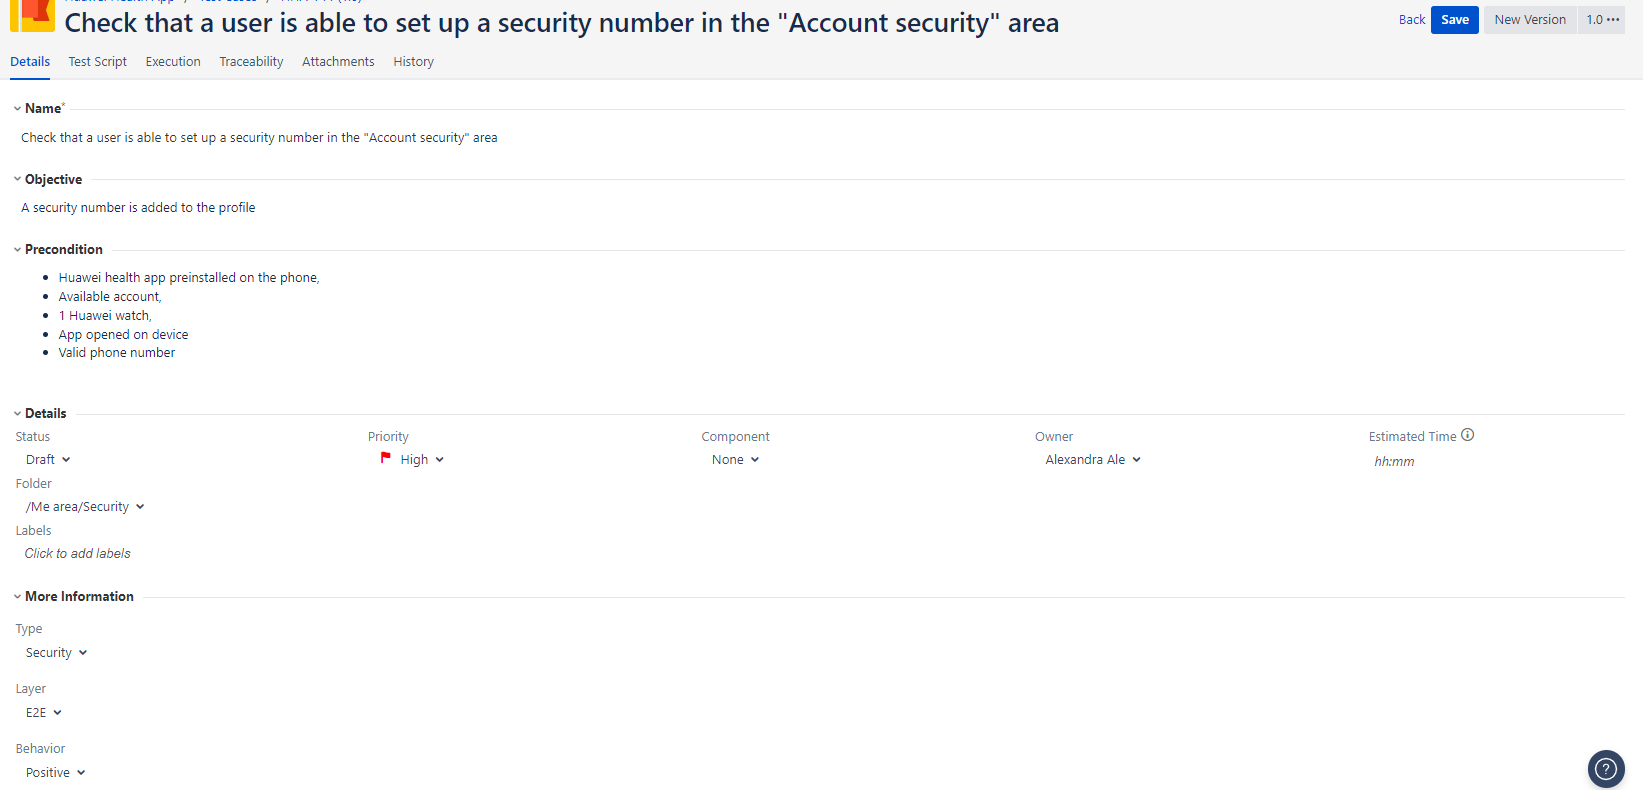 Check that a user is able to set up a security number in the "Account security" area
Back Save New Version 1.0
Details Test Script Execution Traceability Attachments History
Name*
Check that a user is able to set up a security number in the "Account security" area
Objective
A security number is added to the profile
Precondition
Huawei health app preinstalled on the phone,
Available account,
1 Huawei watch,
App opened on device
Valid phone number
Details
Status Priority Component Owner Estimated Time
Draft High None Alexandra Ale hh:mm
Folder
/Me area/Security
Labels
Click to add labels
More Information
Type
Security
Layer
E2E
Behavior
Positive